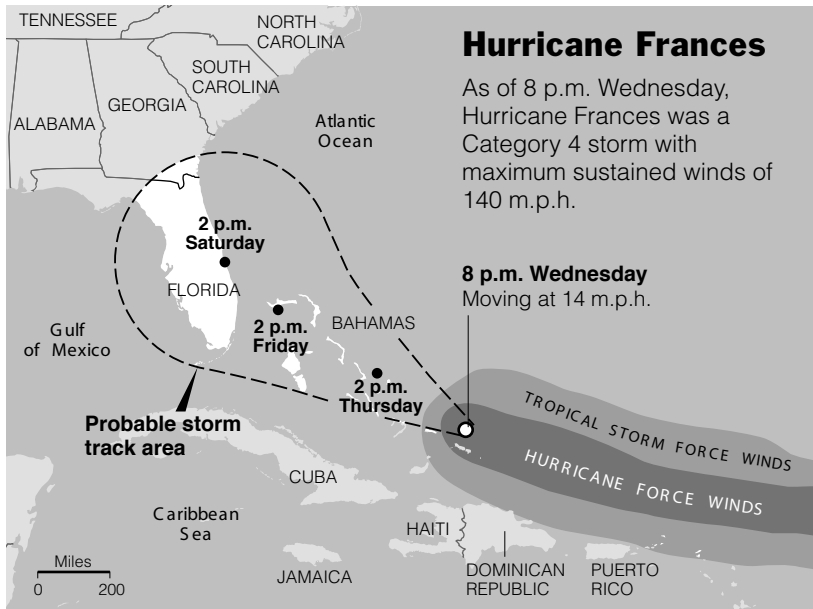 Hurricane Frances
As of 8 p.m. Wednesday,
Hurricane Frances was a
Category 4 storm with
maximum sustained winds of
140 m.p.h.
TENNESSEE
NORTH
CAROLINA
SOUTH
CAROLINA
GEORGIA
ALABAMA
Atlantic
Ocean
2 p.m.
Saturday
FLORIDA
8 p.m. Wednesday
Moving at 14 m.p.h.
Gulf
of Mexico
2 p.m.
Friday
BAHAMAS
2 p.m.
Thursday
Probable storm
track area
TROPICAL STORM FORCE WINDS
HURRICANE FORCE WINDS
CUBA
Caribbean
Sea
HAITI
JAMAICA
DOMINICAN
REPUBLIC
PUERTO
RICO
Miles
0 200